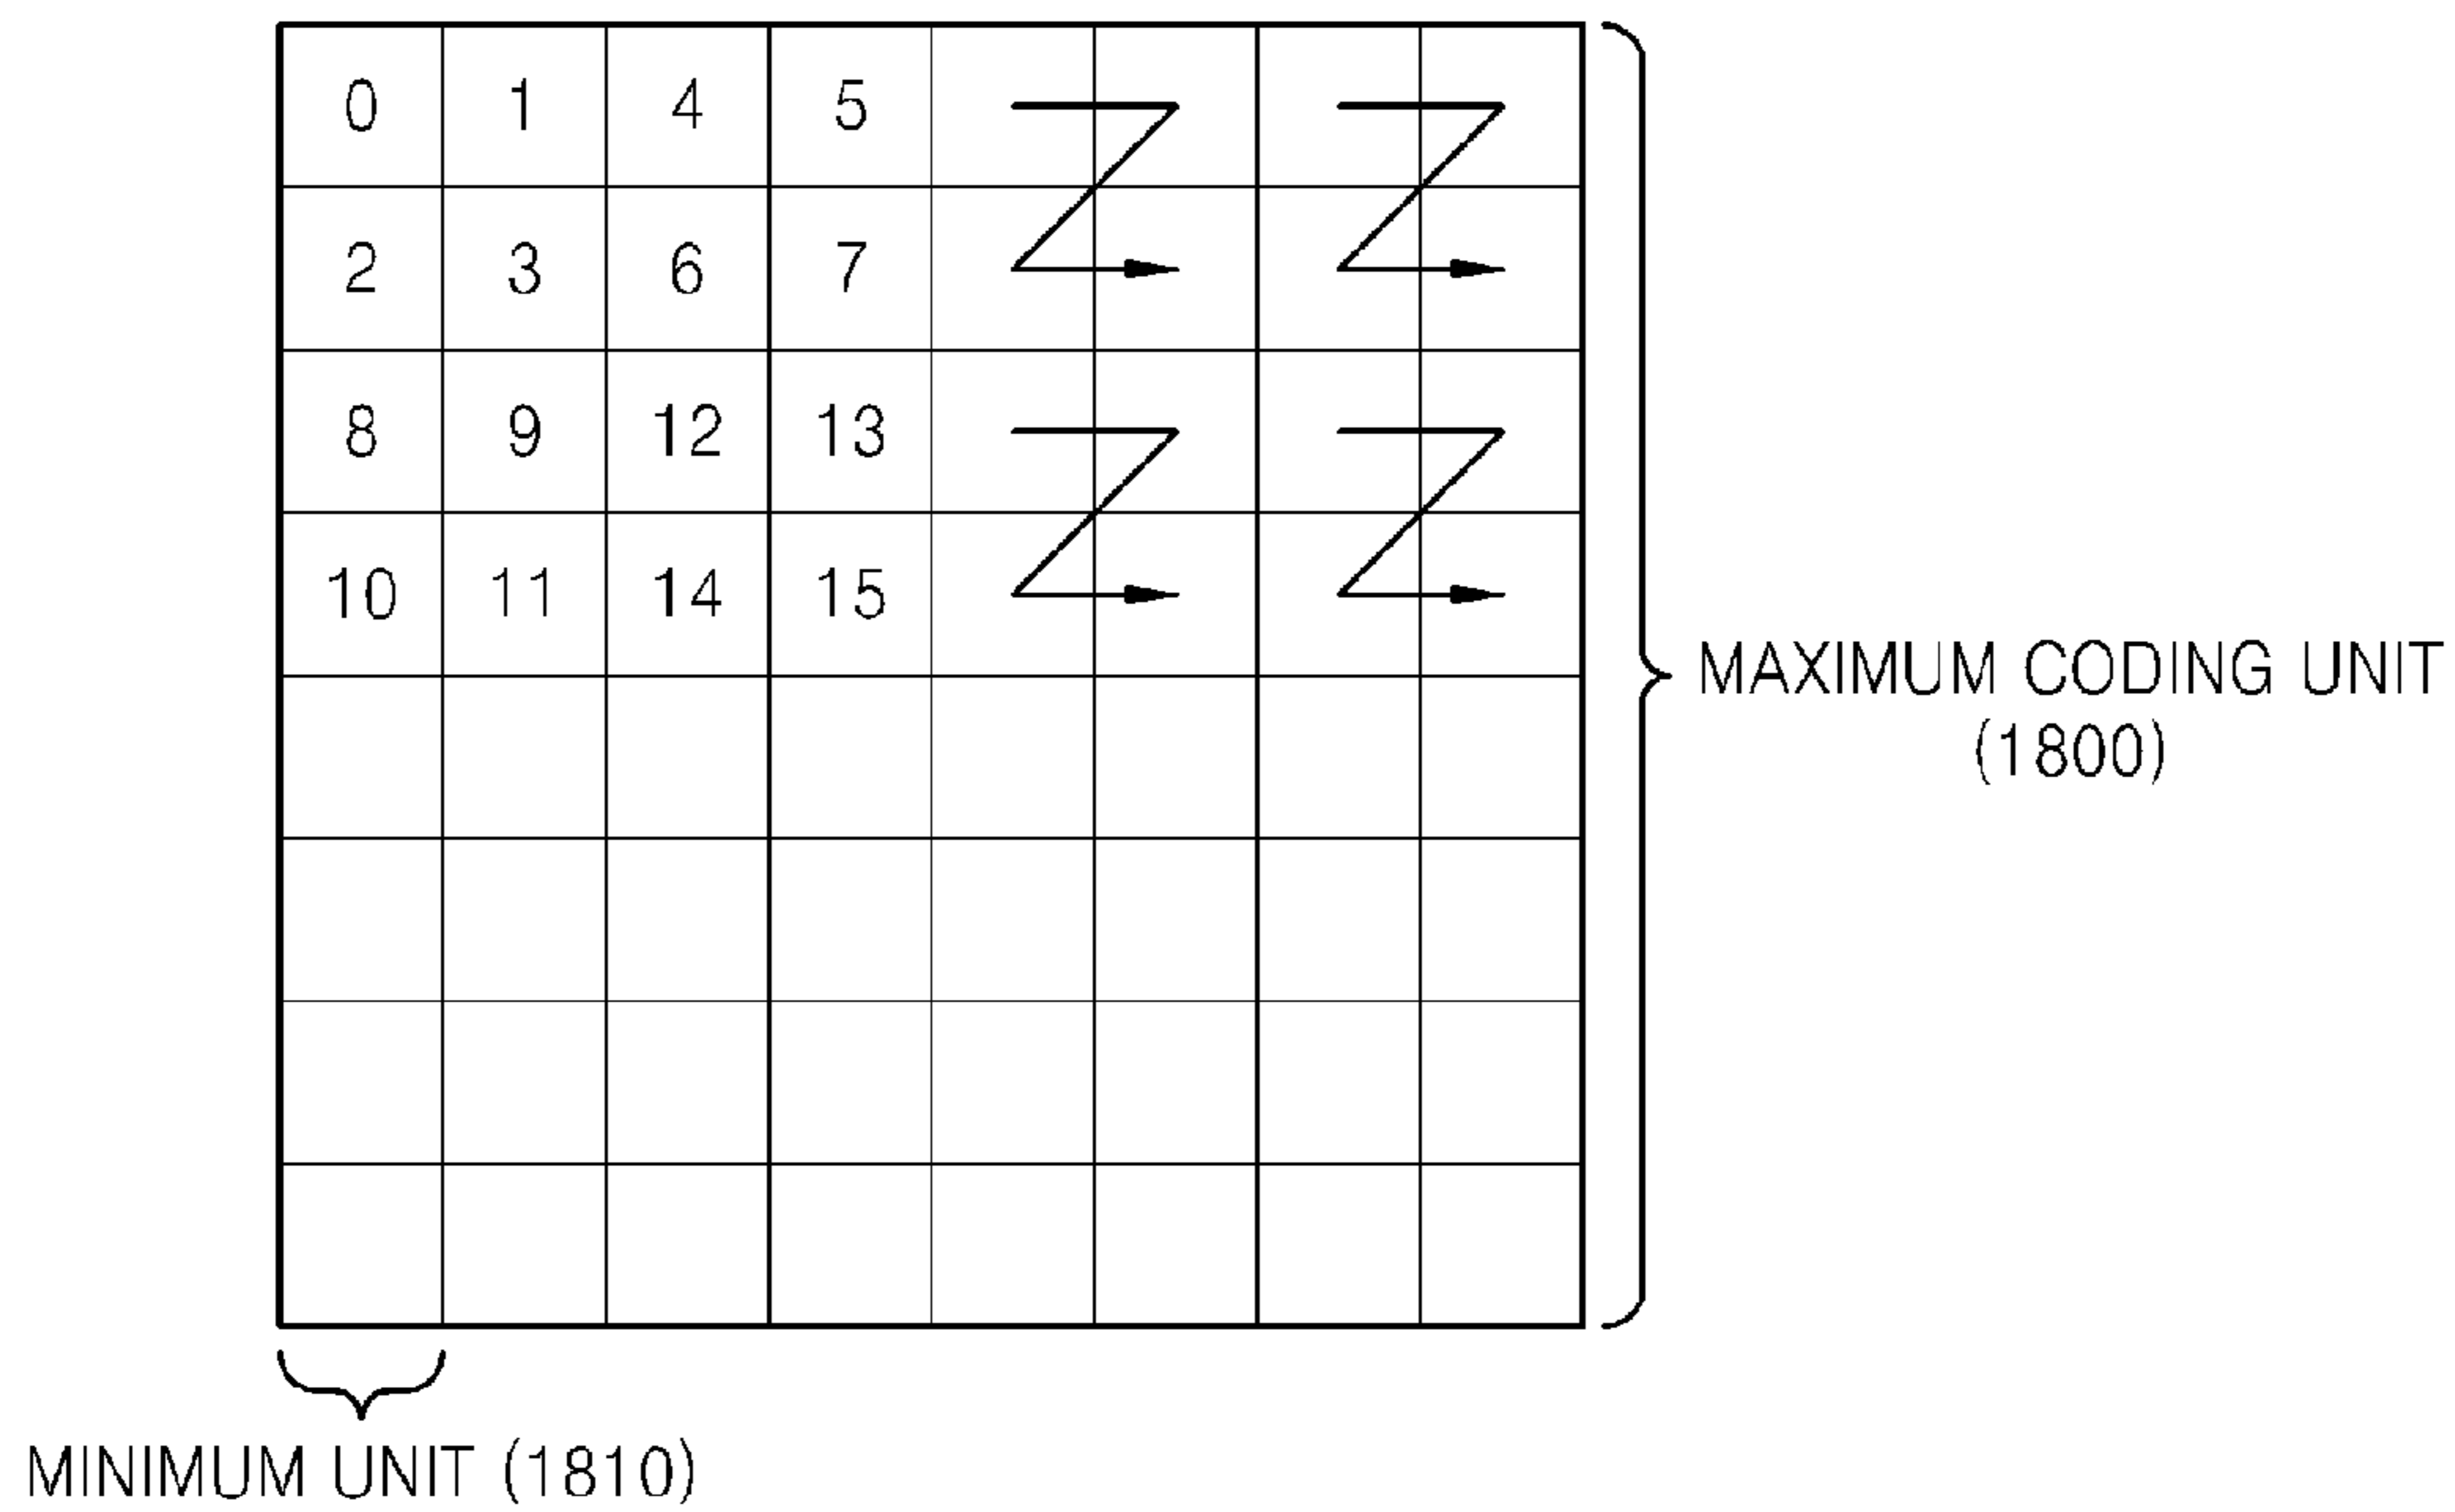 0 1 4 5
2 3 6 7
8 9 12 13
10 11 14 15
MAXIMUM CODING UNIT
(1800)
MINIMUM UNIT (1810)